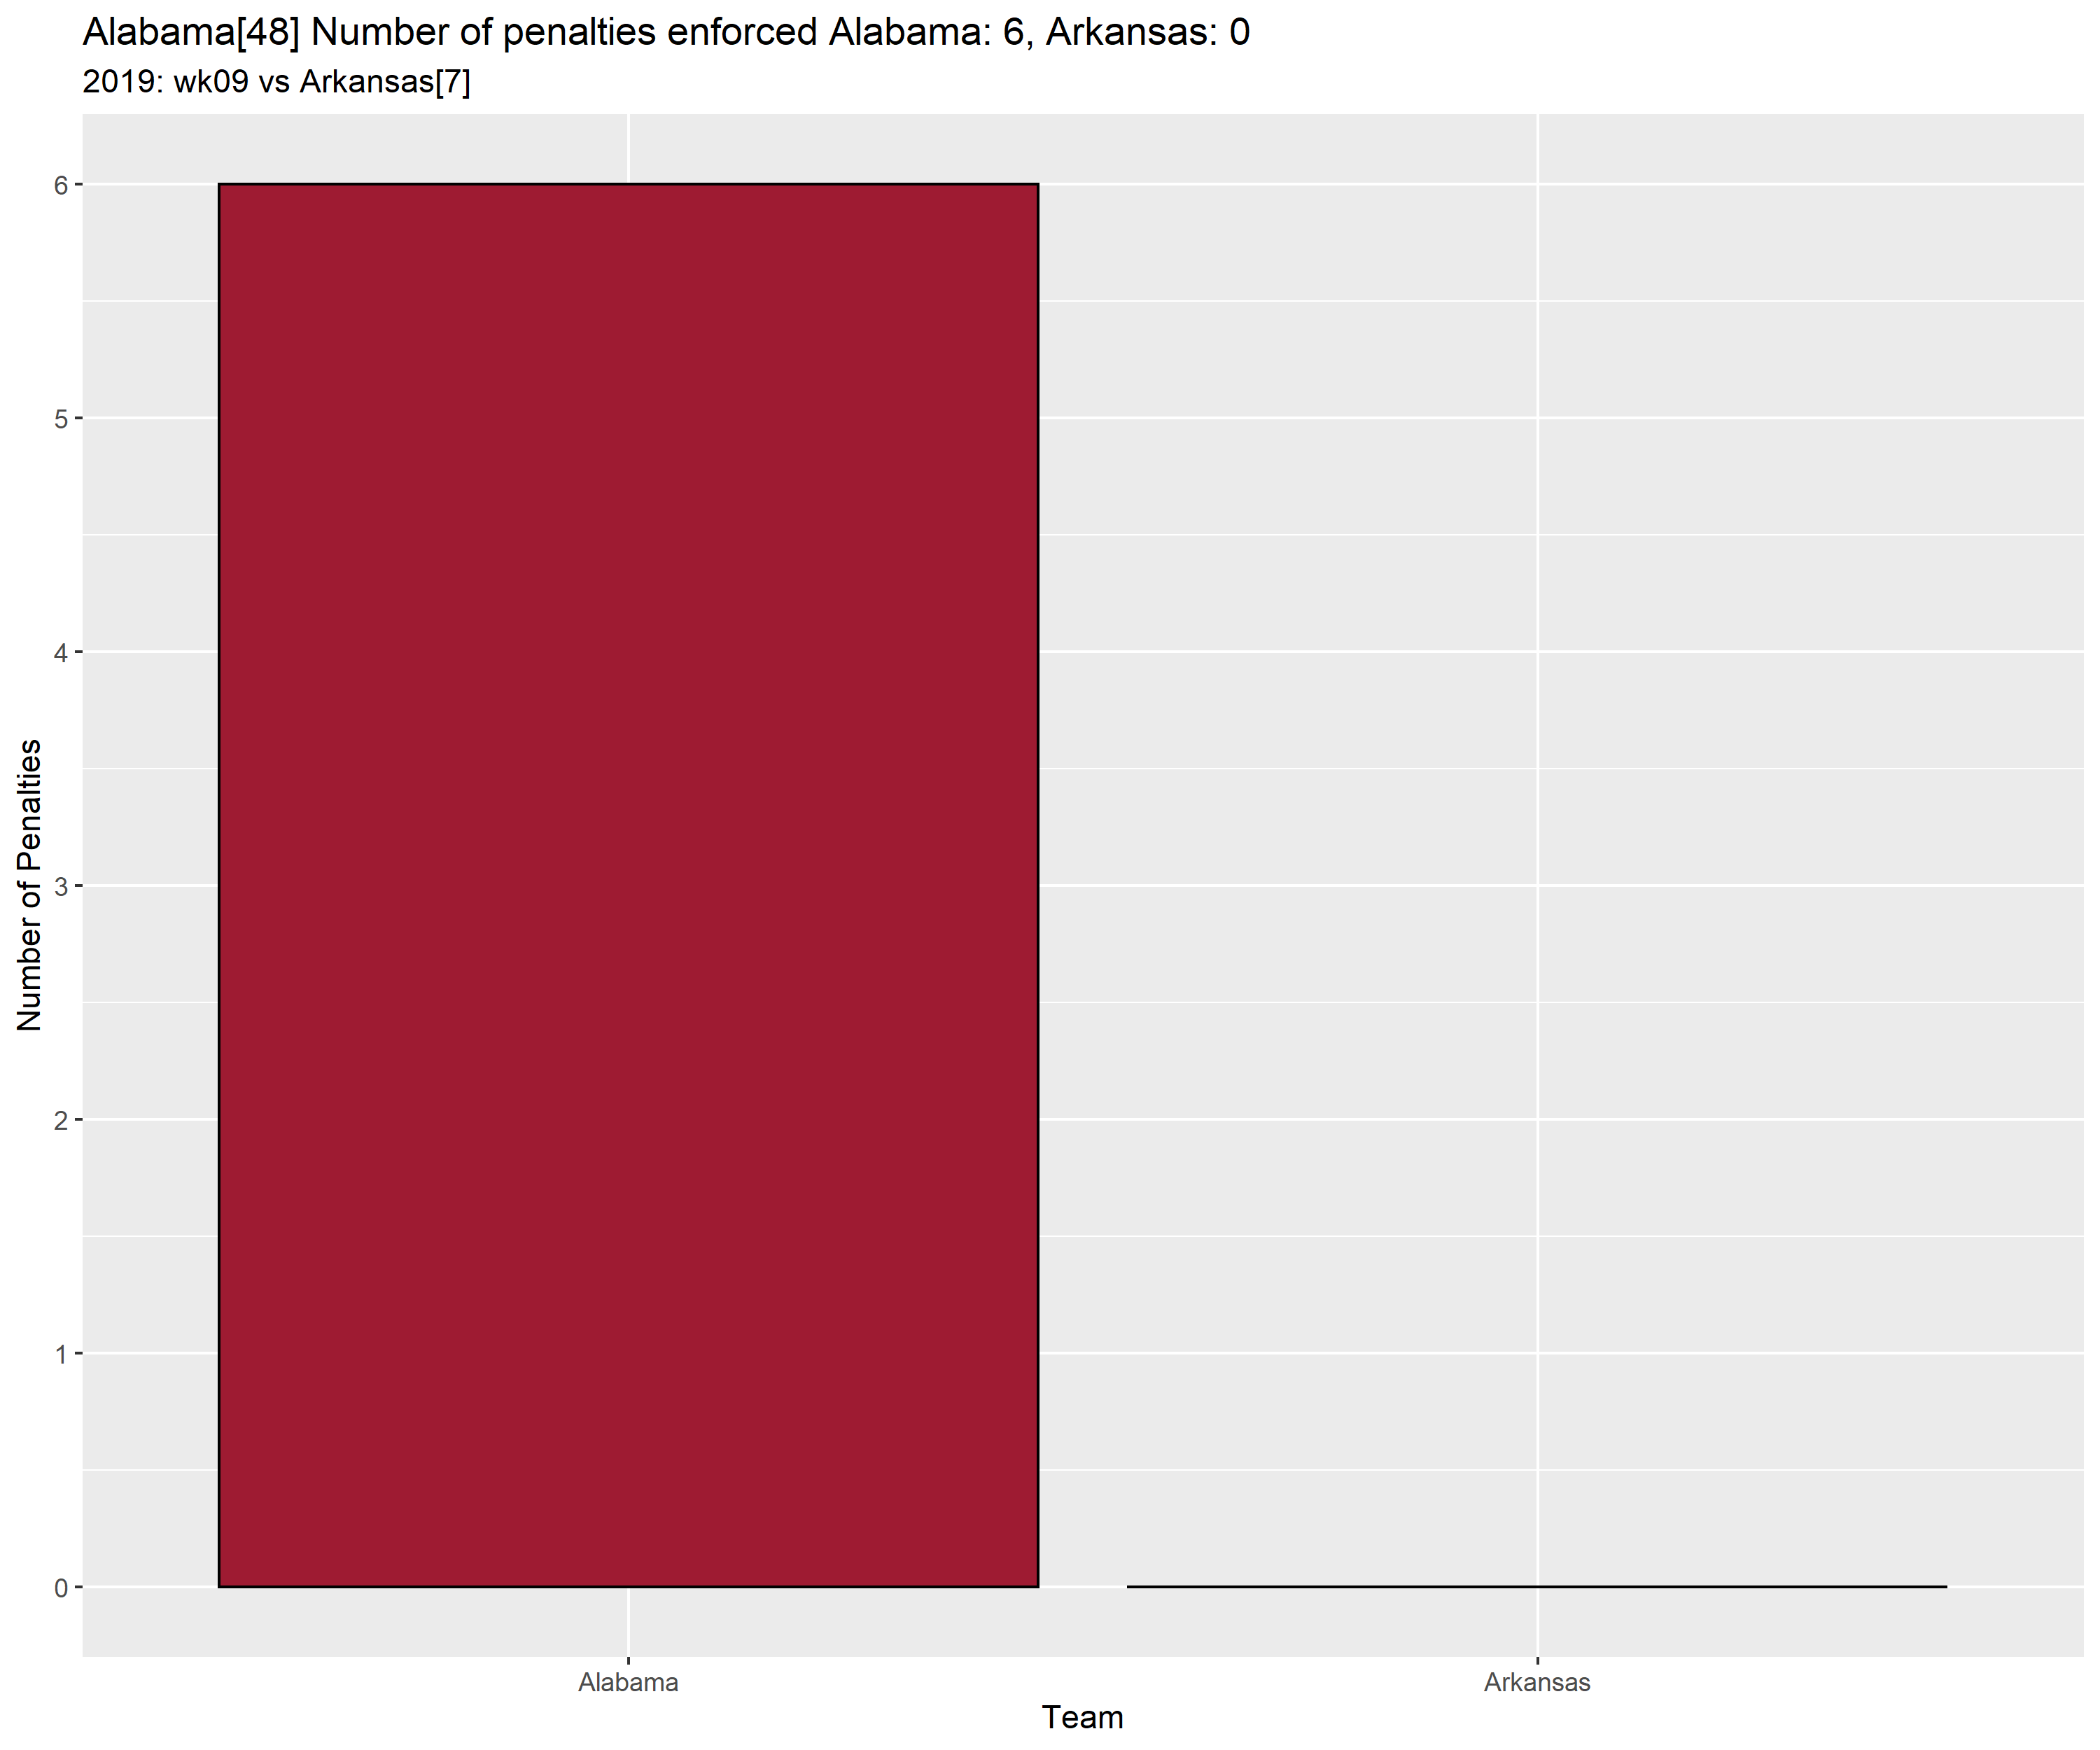 Alabama[48] Number of penalties enforced Alabama: 6, Arkansas: 0
2019: wk09 vs Arkansas[7]
6
5
4
3
2
1
0
Number of Penalties
Alabama
Arkansas
Team